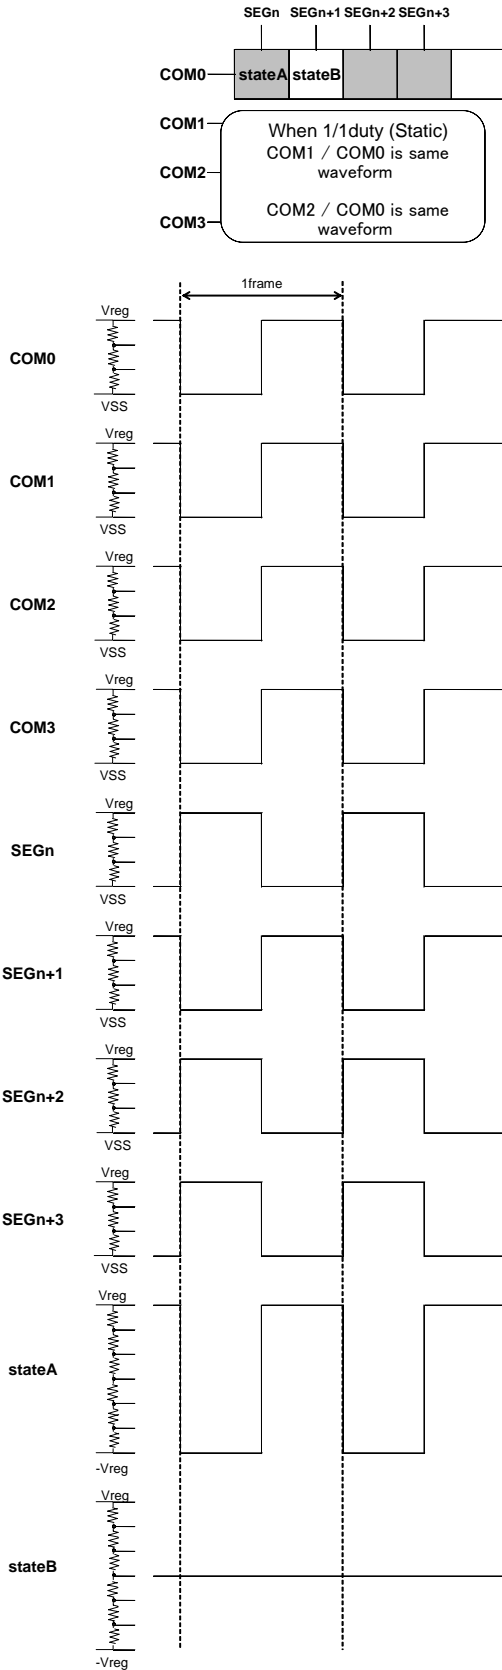 SEGn SEGn+1 SEGn+2 SEGn+3
COM0 stateA stateB
COM1
COM2
COM3
When 1/1duty (Static)
COM1 / COM0 is same
waveform
COM2 / COM0 is same
waveform
1frame
Vreg
COM0
VSS
Vreg
COM1
VSS
Vreg
COM2
VSS
Vreg
COM3
VSS
Vreg
SEGn
VSS
Vreg
SEGn+1
VSS
Vreg
SEGn+2
VSS
Vreg
SEGn+3
VSS
Vreg
stateA
-Vreg
Vreg
stateB
-Vreg